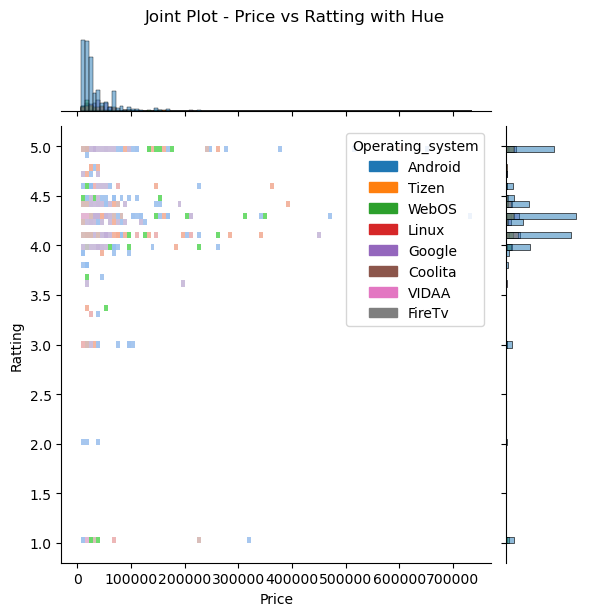 Joint Plot - Price vs Ratting with Hue
Operating_system
Android
Tizen
WebOS
Linux
Google
Coolita
VIDAA
FireTv
5.0
4.5
4.0
3.5
3.0
2.5
2.0
1.5
1.0
Ratting
0 100000 200000 300000 400000 500000 600000 700000
Price